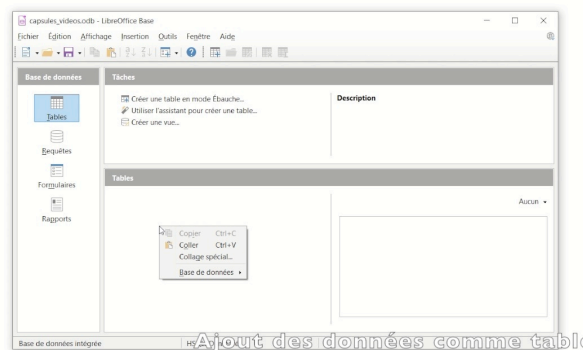 capsules_videos.odb - LibreOffice Base
Fichier Édition Affichage Insertion Outils Fenêtre Aide
Base de données
Tables
Requêtes
Formulaires
Rapports
Tâches
Créer une table en mode Ébauche...
Utiliser l'assistant pour créer une table...
Créer une vue...
Description
Tables
Aucun
Copier Ctrl+C
Coller Ctrl+V
Collage spécial...
Base de données
Base de données intégrée
Ajout des données comme table